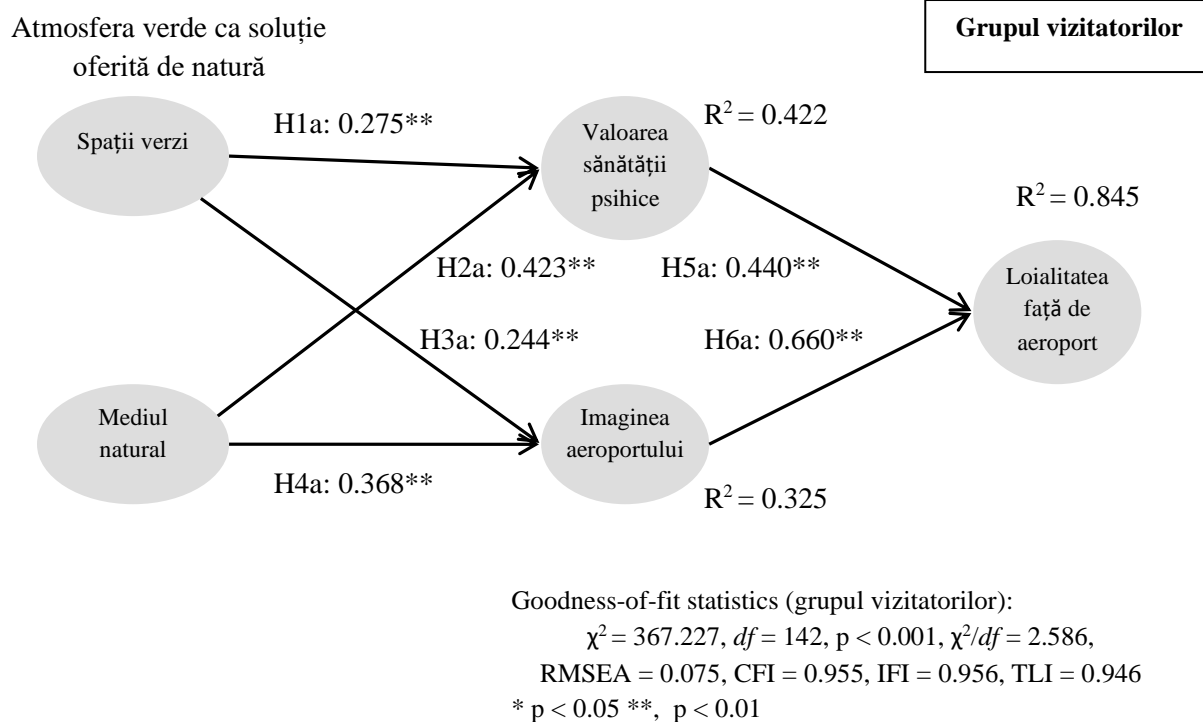 Atmosfera verde ca soluție
oferită de natură
Grupul vizitatorilor
Spații verzi
H1a: 0.275**
Valoarea
sănătății
psihice
R² = 0.422
R² = 0.845
H2a: 0.423**
H5a: 0.440**
Loialitatea
față de
aeroport
H3a: 0.244**
H6a: 0.660**
Mediul
natural
Imaginea
aeroportului
H4a: 0.368**
R² = 0.325
Goodness-of-fit statistics (grupul vizitatorilor):
χ² = 367.227, df = 142, p < 0.001, χ²/df = 2.586,
RMSEA = 0.075, CFI = 0.955, IFI = 0.956, TLI = 0.946
* p < 0.05 **, p < 0.01